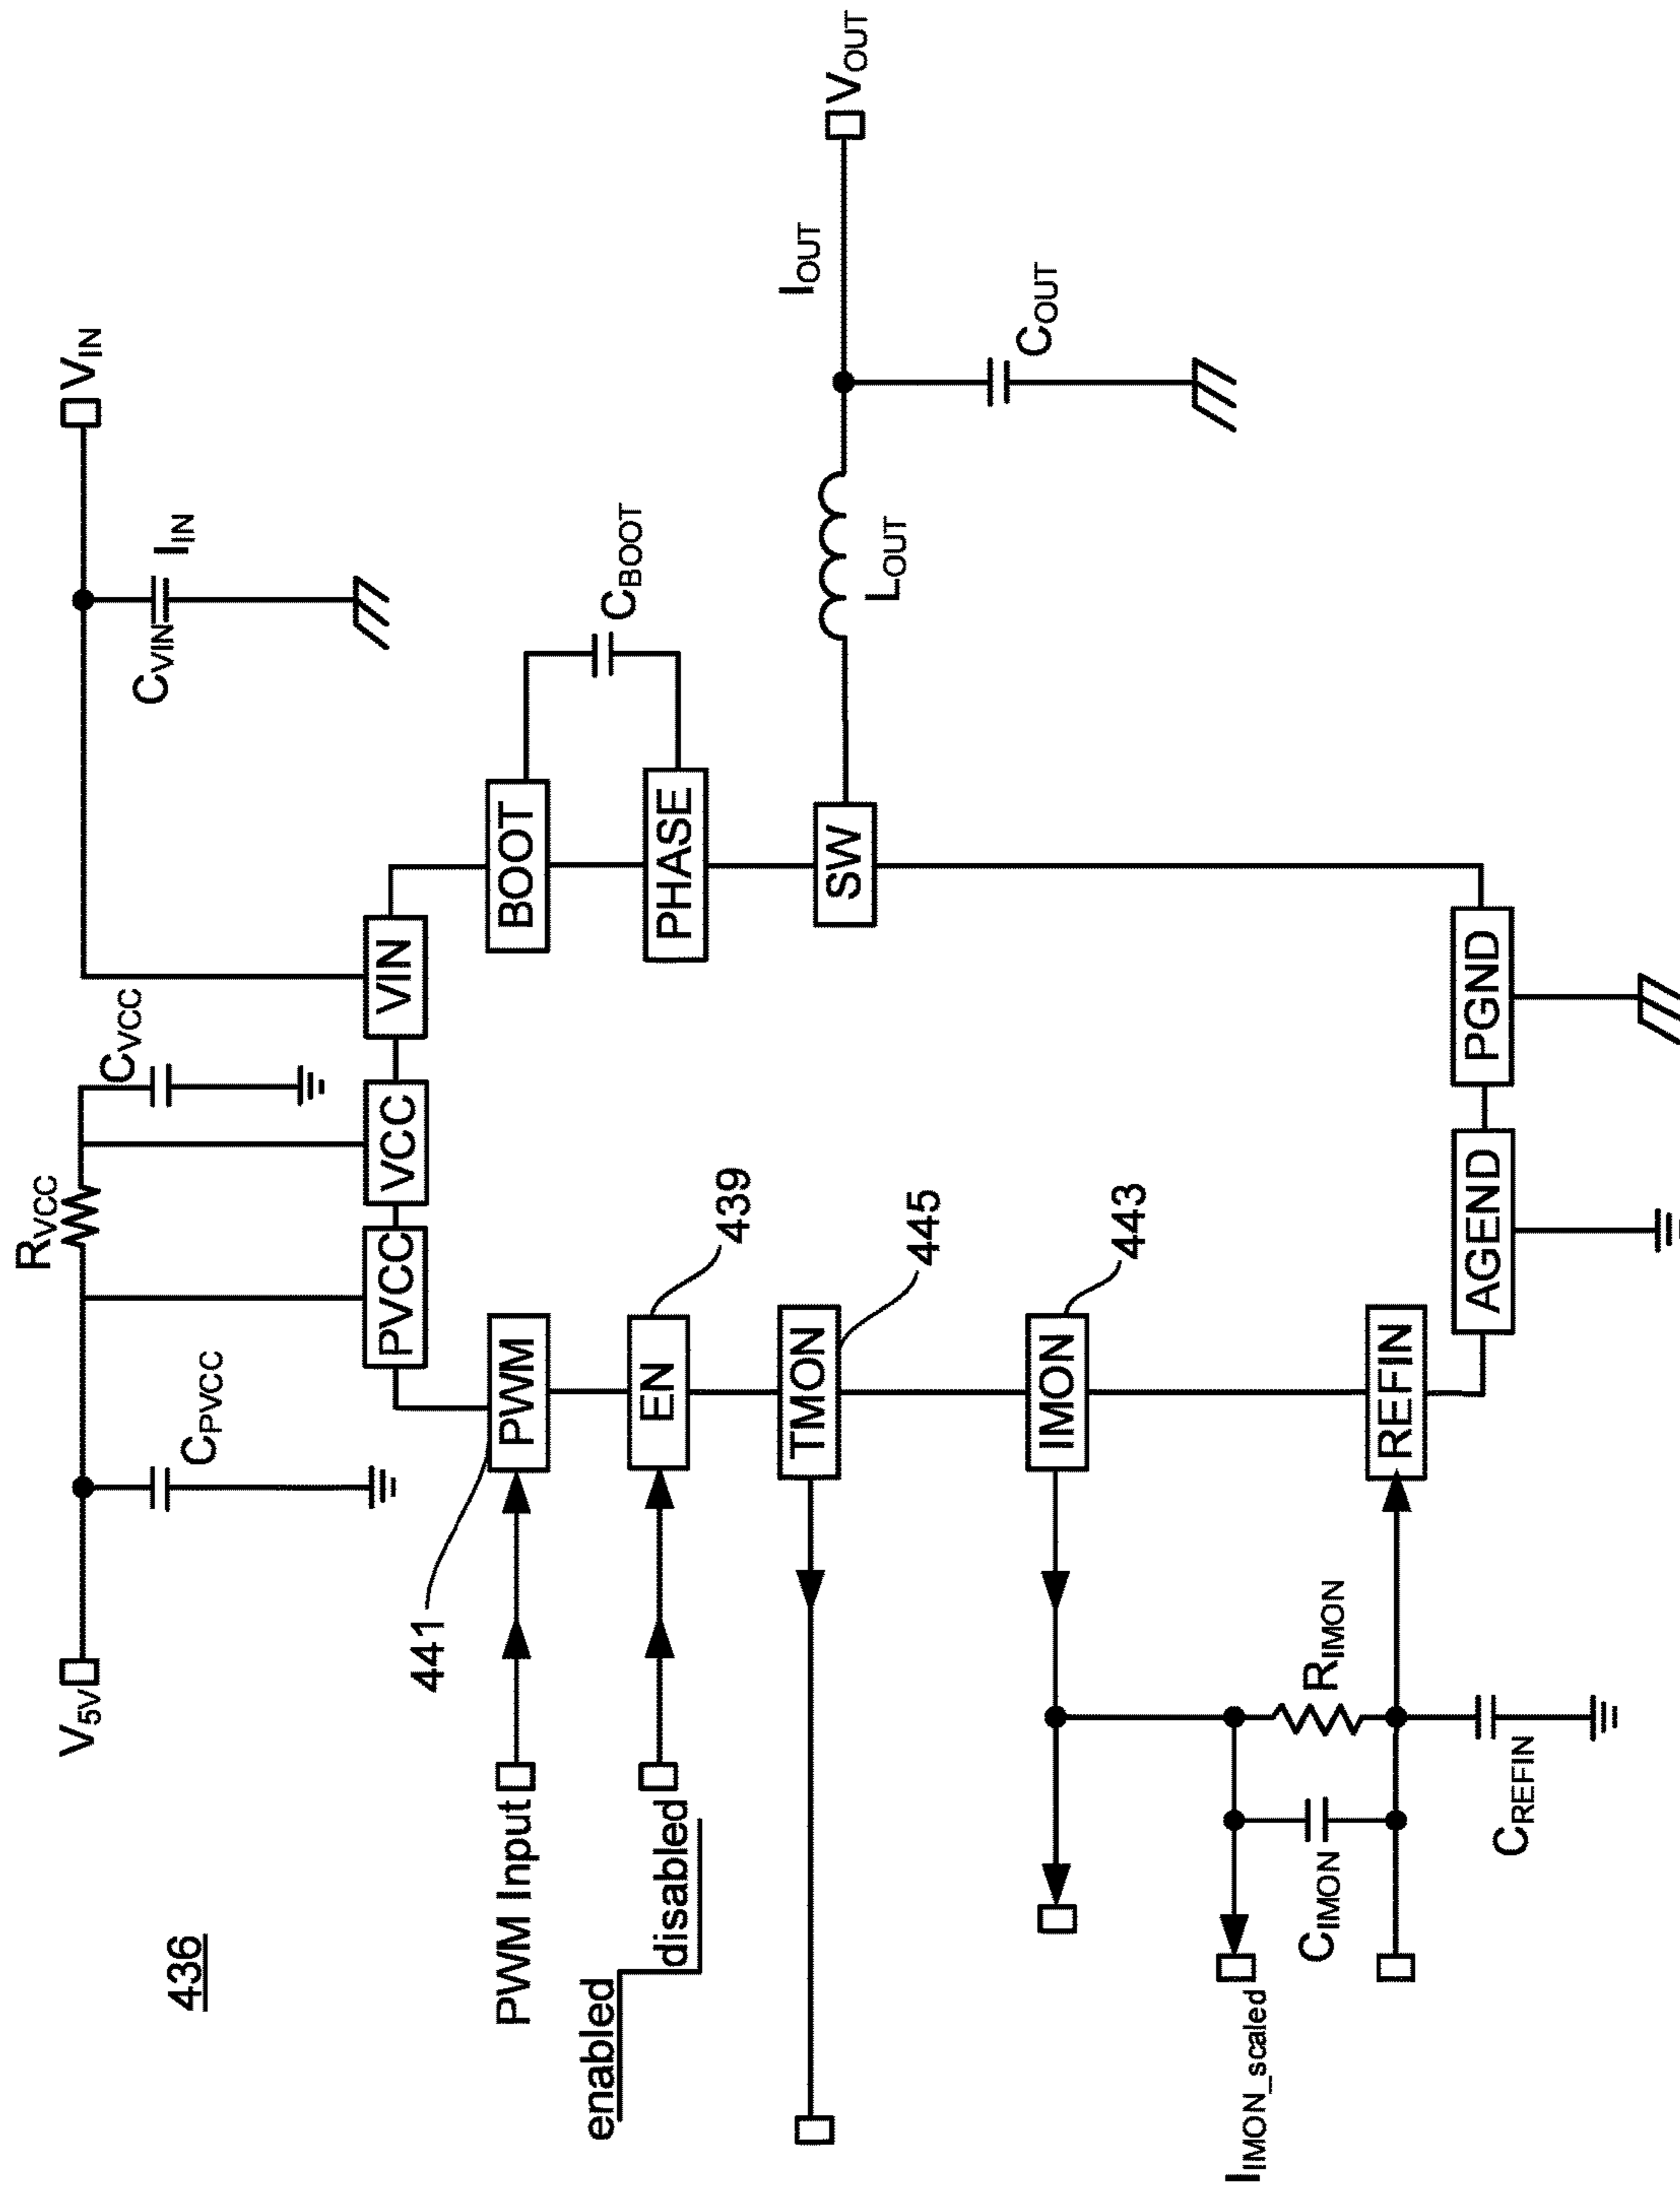 436
V5V
CPVCC
RVCC
CVCC
CVIN
IIN
VIN
PVCC
VCC
VIN
441
PWM Input
PWM
BOOT
CBOOT
enabled
disabled
EN
439
PHASE
TMON
445
SW
LOUT
IOUT
VOUT
COUT
IMON
443
IIMON_scaled
CIMON
RIMON
REFIN
CREFIN
AGEND
PGND